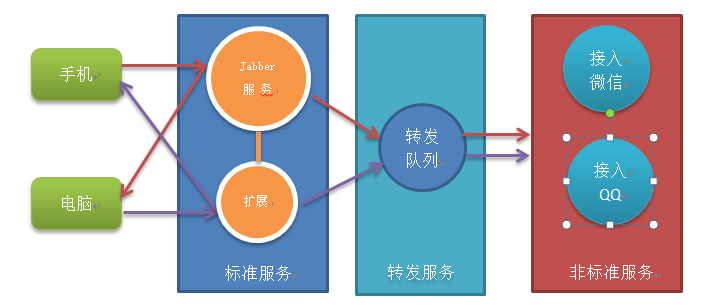 手机
电脑
Jabber
服 务
扩展
标准服务
转发
队列
转发服务
接入
微信
接入
QQ
非标准服务